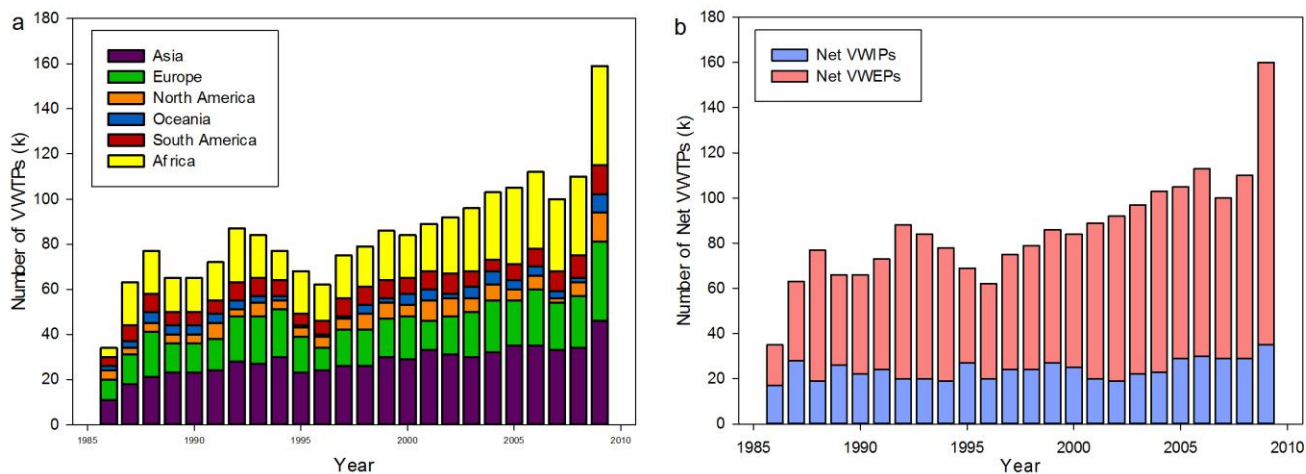 a
Number of VWTPs (k)
180
160
140
120
100
80
60
40
20
0
Asia
Europe
North America
Oceania
South America
Africa
1985
1990
1995
2000
2005
2010
Year
b
Number of Net VWTPs (k)
180
160
140
120
100
80
60
40
20
0
Net VWIPs
Net VWEPs
1985
1990
1995
2000
2005
2010
Year